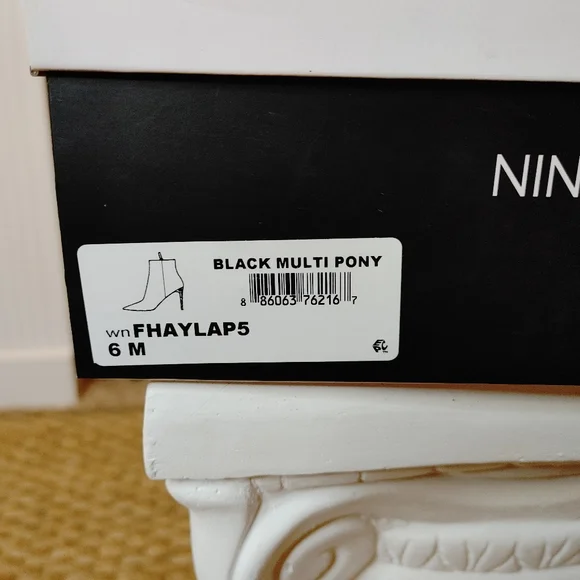 NIN
BLACK MULTI PONY
8 86063 76216 7
wn FHAYLAP5
6 M